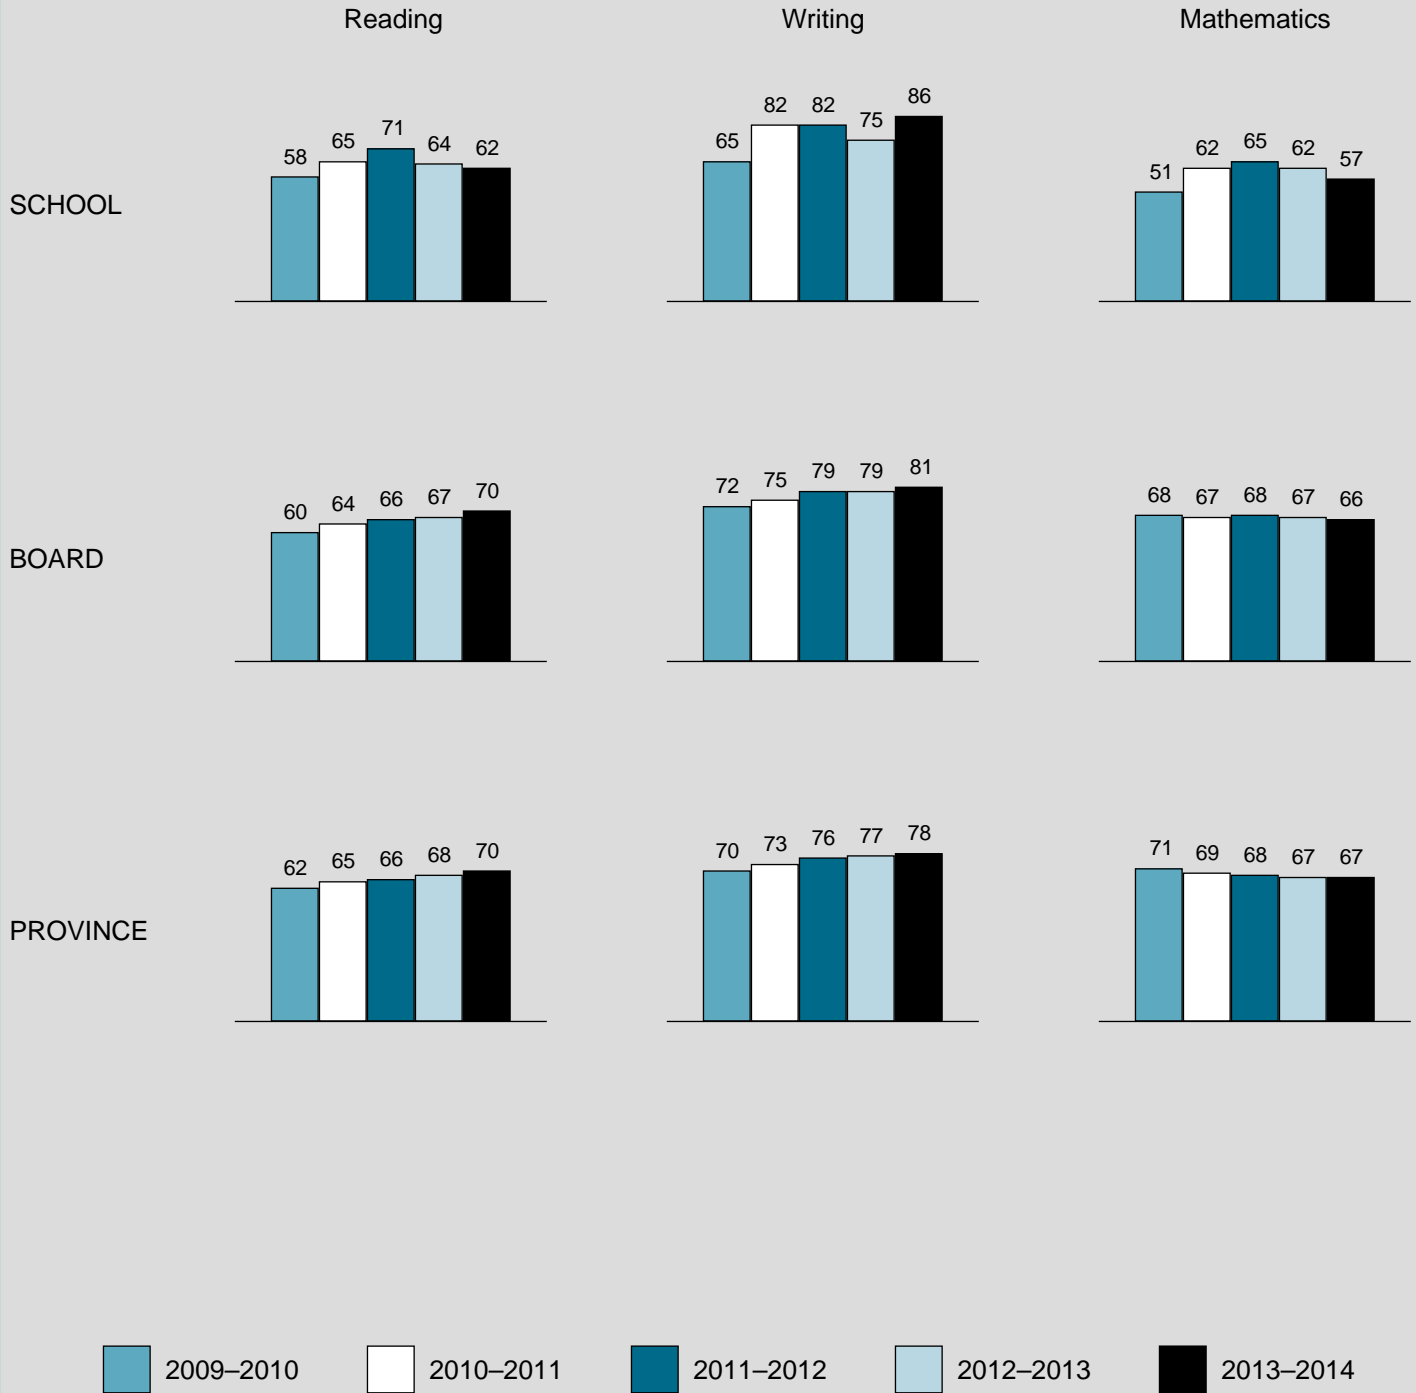 Reading Writing Mathematics
SCHOOL
58 65 71 64 62
65 82 82 75 86
51 62 65 62 57
BOARD
60 64 66 67 70
72 75 79 79 81
68 67 68 67 66
PROVINCE
62 65 66 68 70
70 73 76 77 78
71 69 68 67 67
2009–2010 2010–2011 2011–2012 2012–2013 2013–2014